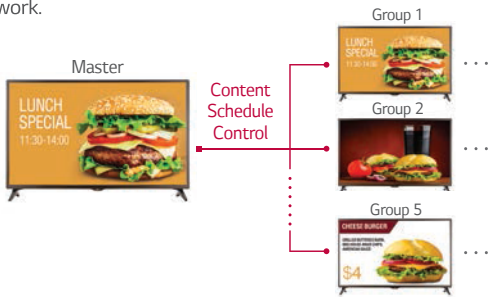 work.
Master
LUNCH
SPECIAL
11:30-14:00
Content
Schedule
Control
Group 1
LUNCH
SPECIAL
11:30-14:00
Group 2
Group 5
CHEESE BURGER
$4